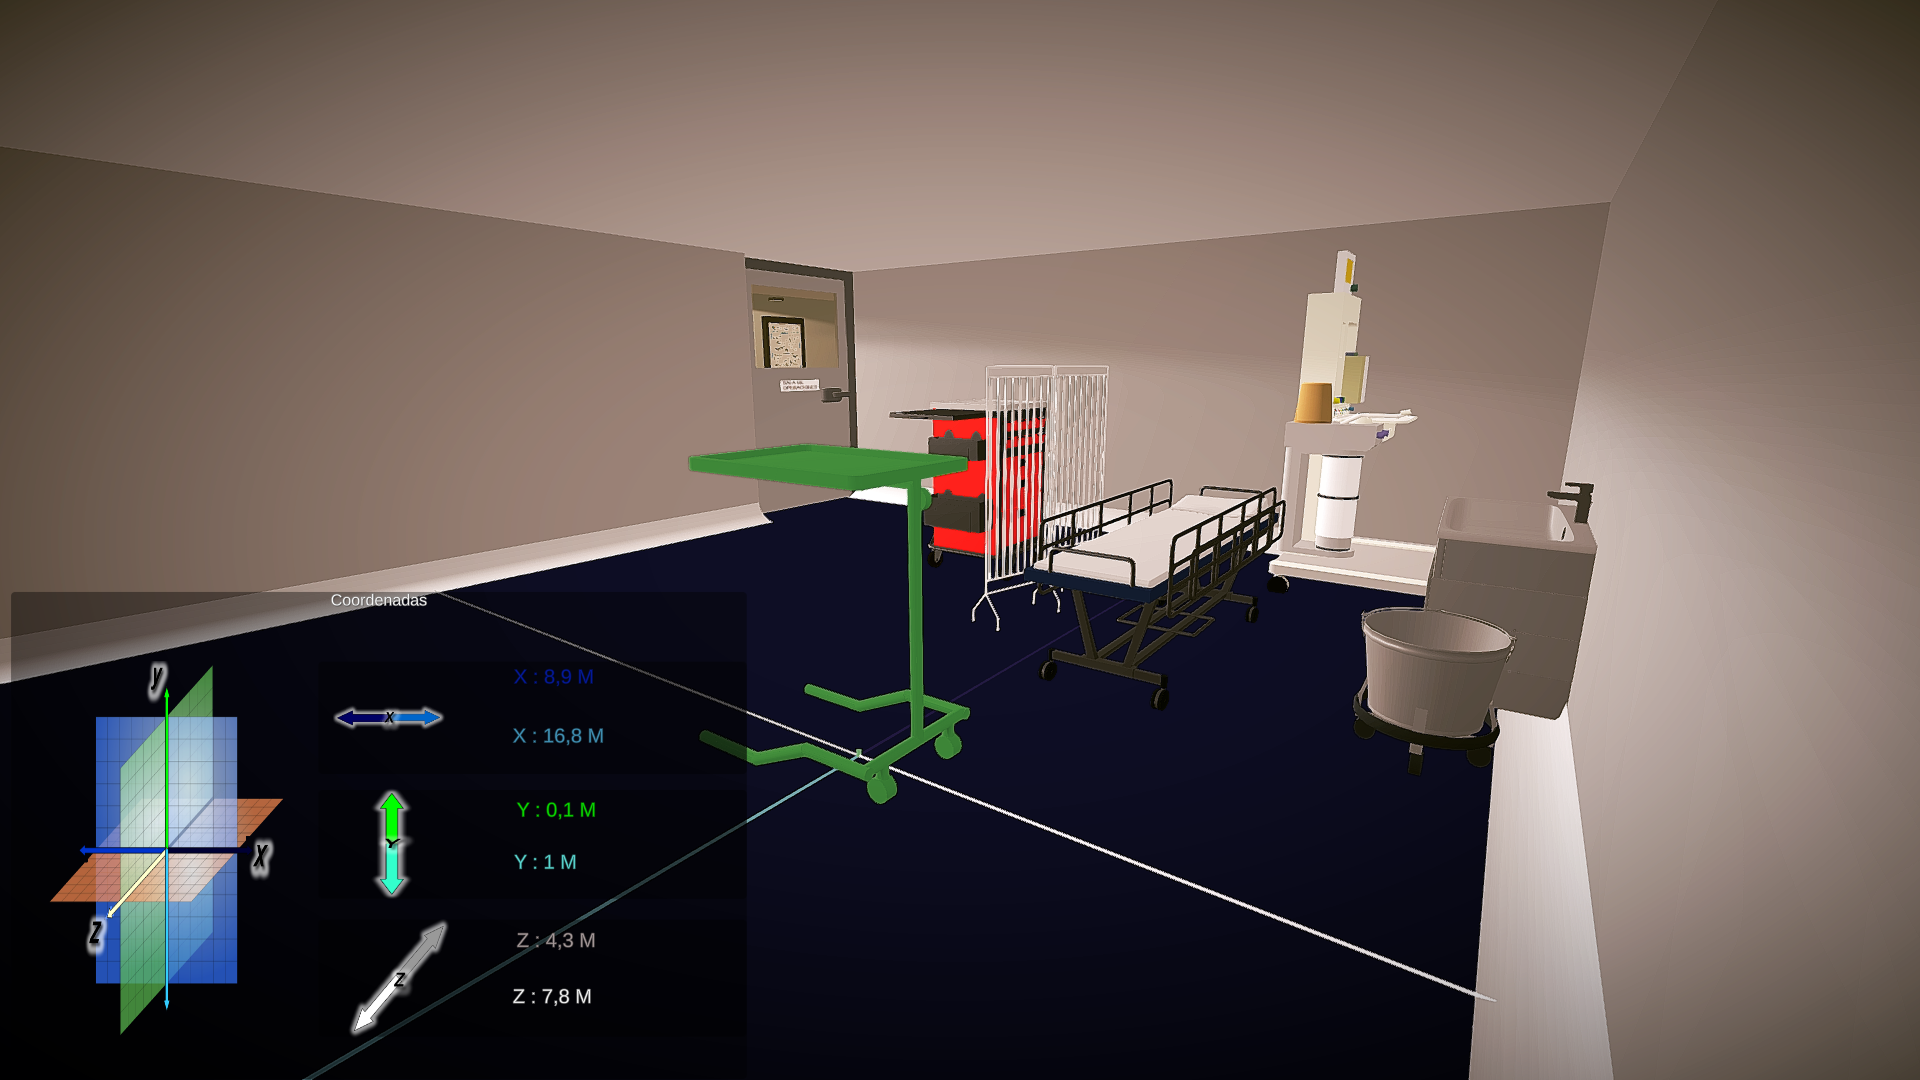 Coordenadas
y
X
Z
X
X : 8,9 M
X : 16,8 M
Y
Y : 0,1 M
Y : 1 M
Z
Z : 4,3 M
Z : 7,8 M